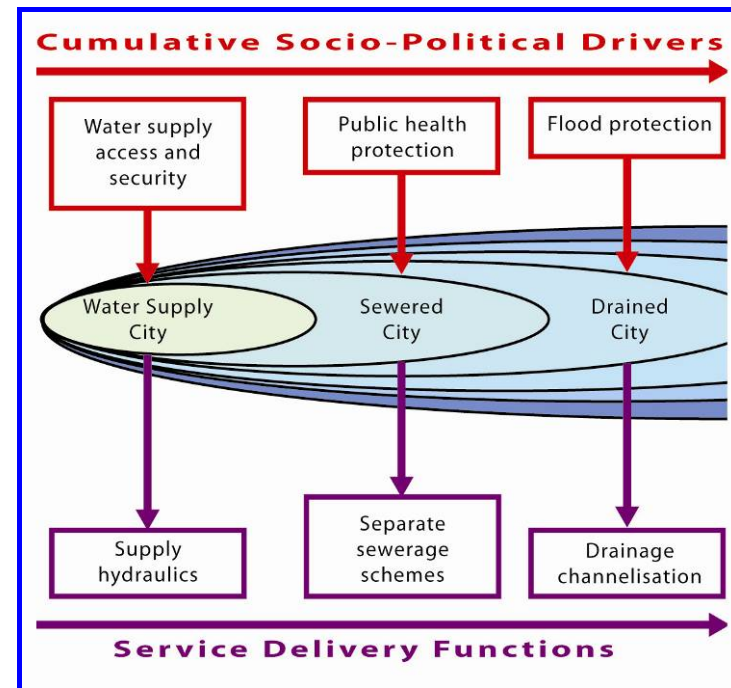 Cumulative Socio-Political Drivers
Water supply
access and
security
Public health
protection
Flood protection
Water Supply
City
Sewered
City
Drained
City
Supply
hydraulics
Separate
sewerage
schemes
Drainage
channelisation
Service Delivery Functions